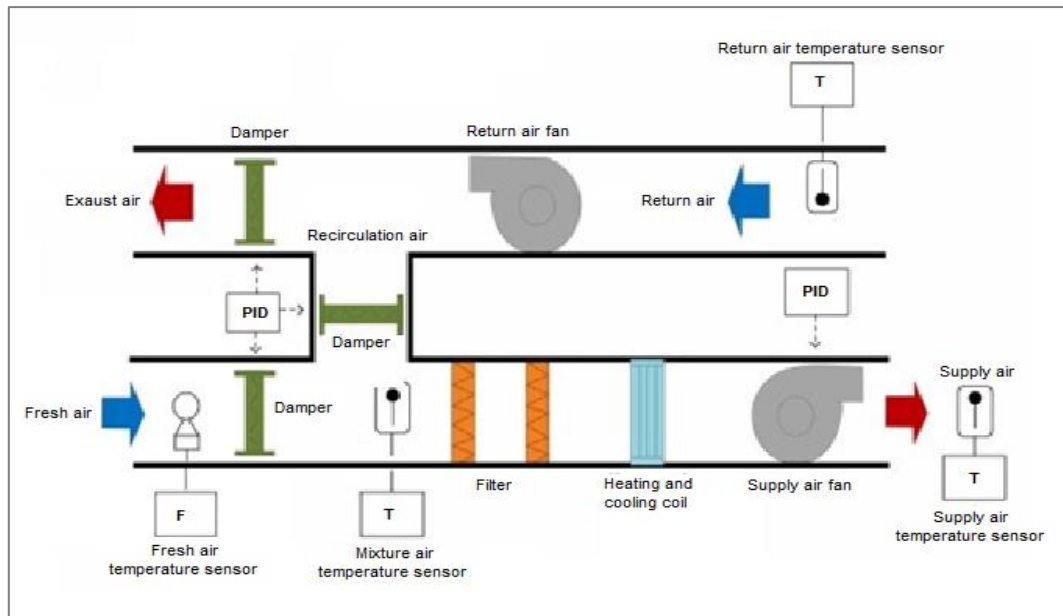 Return air temperature sensor
T
Damper
Return air fan
Exaust air
Return air
Recirculation air
PID
PID
Damper
Fresh air
Damper
Supply air
F
T
Filter
Heating and
cooling coil
Supply air fan
T
Fresh air
temperature sensor
Mixture air
temperature sensor
Supply air
temperature sensor